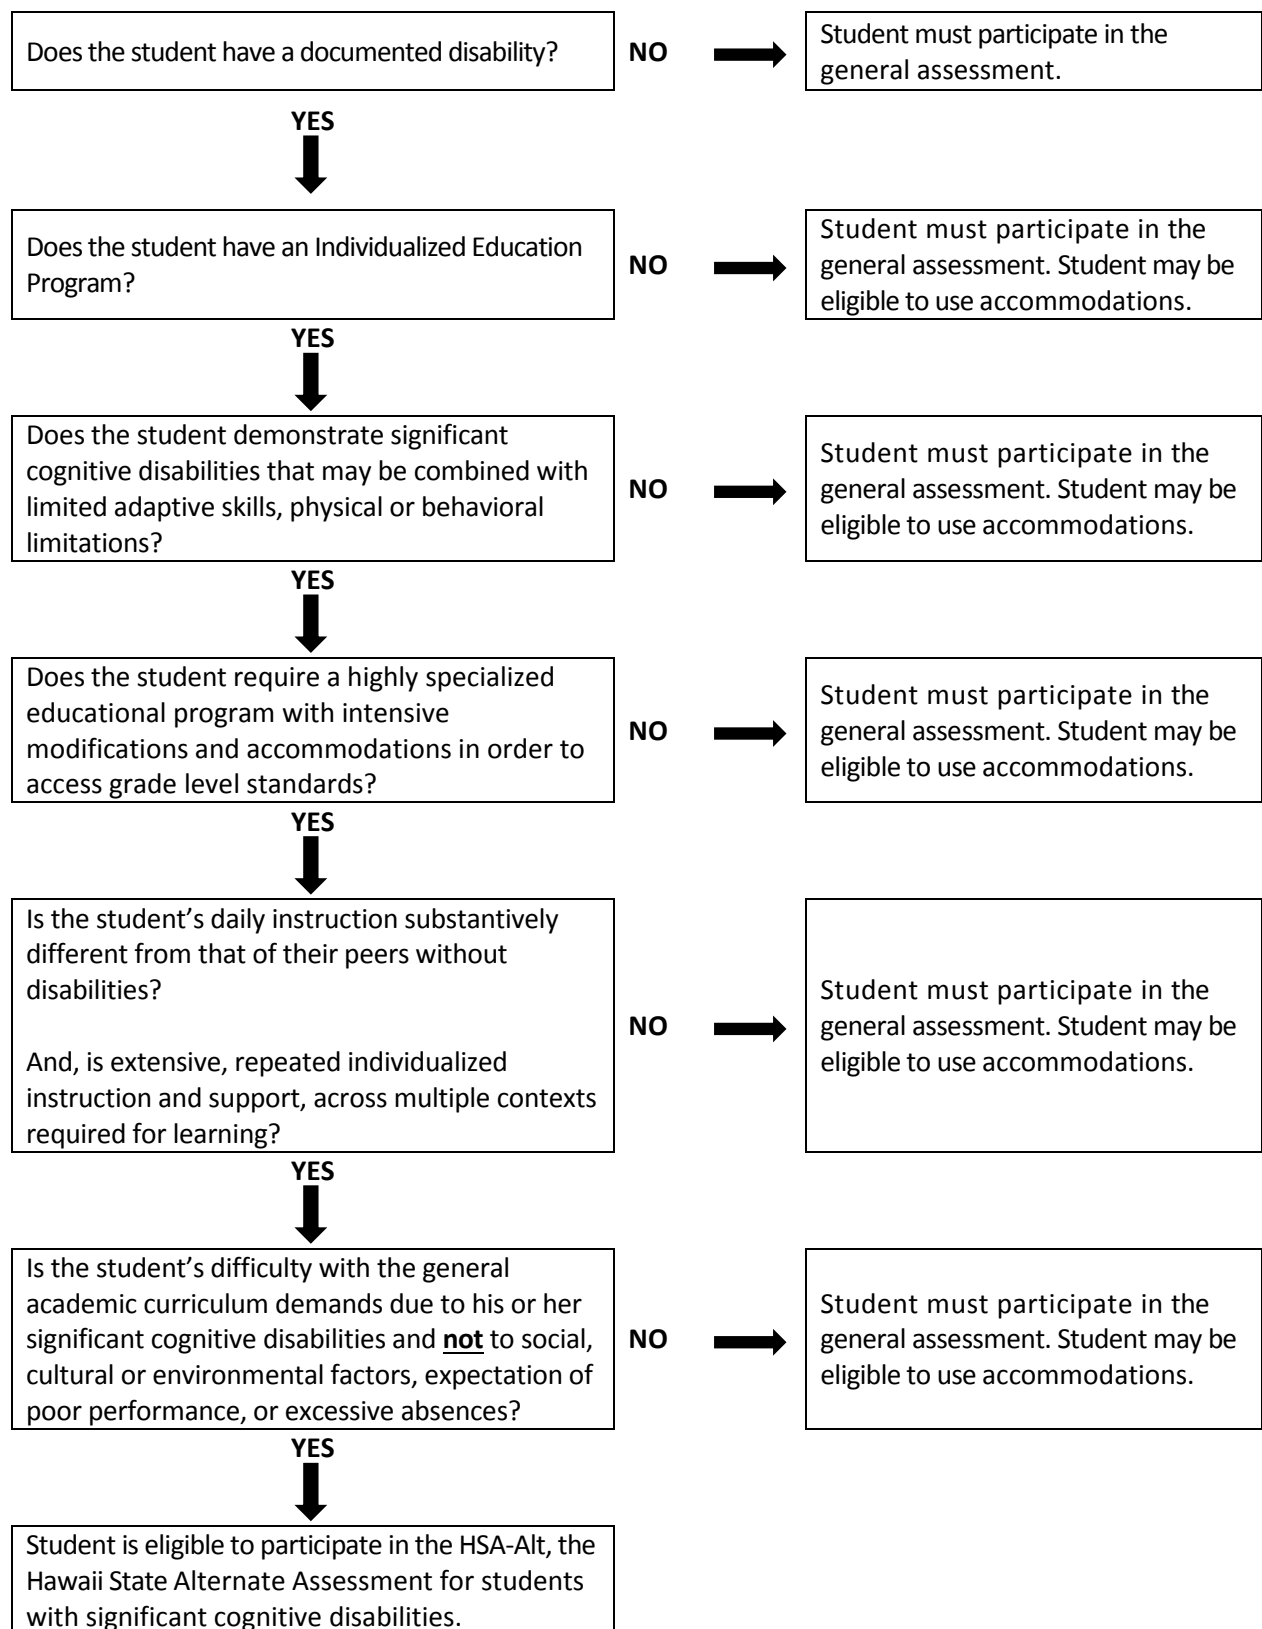 Does the student have a documented disability?
NO
Student must participate in the
general assessment.
YES
Does the student have an Individualized Education
Program?
NO
Student must participate in the
general assessment. Student may be
eligible to use accommodations.
YES
Does the student demonstrate significant
cognitive disabilities that may be combined with
limited adaptive skills, physical or behavioral
limitations?
NO
Student must participate in the
general assessment. Student may be
eligible to use accommodations.
YES
Does the student require a highly specialized
educational program with intensive
modifications and accommodations in order to
access grade level standards?
NO
Student must participate in the
general assessment. Student may be
eligible to use accommodations.
YES
Is the student’s daily instruction substantively
different from that of their peers without
disabilities?
And, is extensive, repeated individualized
instruction and support, across multiple contexts
required for learning?
NO
Student must participate in the
general assessment. Student may be
eligible to use accommodations.
YES
Is the student’s difficulty with the general
academic curriculum demands due to his or her
significant cognitive disabilities and not to social,
cultural or environmental factors, expectation of
poor performance, or excessive absences?
NO
Student must participate in the
general assessment. Student may be
eligible to use accommodations.
YES
Student is eligible to participate in the HSA-Alt, the
Hawaii State Alternate Assessment for students
with significant cognitive disabilities.